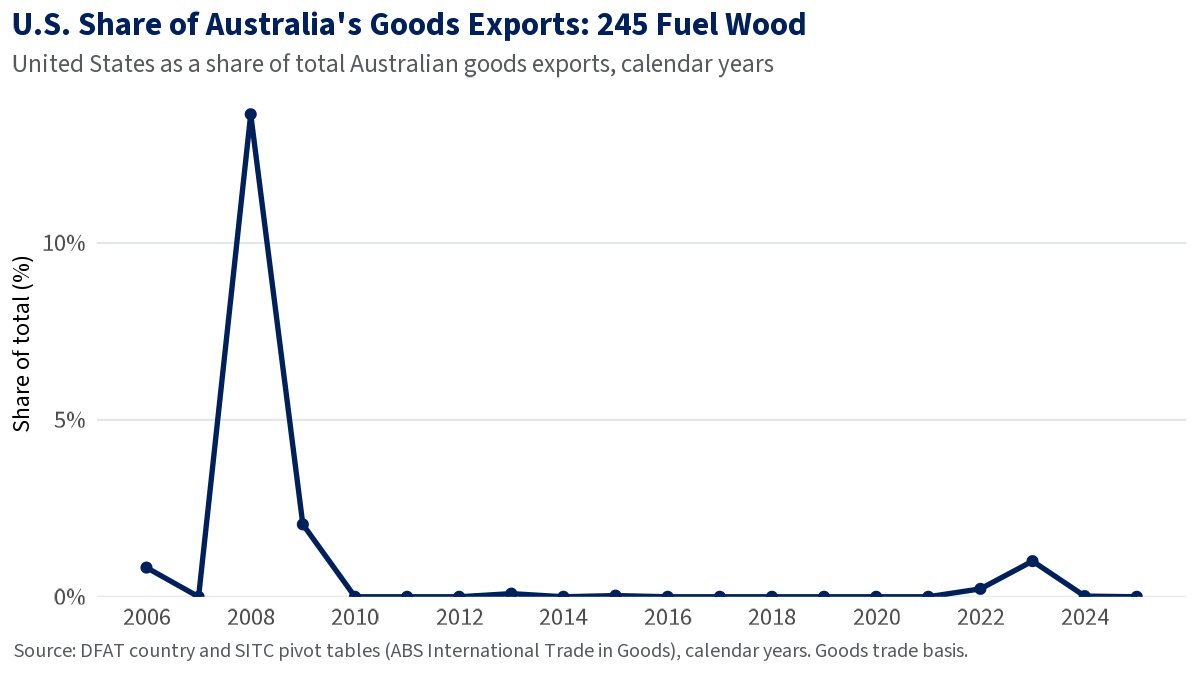 U.S. Share of Australia's Goods Exports: 245 Fuel Wood
United States as a share of total Australian goods exports, calendar years
Share of total (%)
10%
5%
0%
2006 2008 2010 2012 2014 2016 2018 2020 2022 2024
Source: DFAT country and SITC pivot tables (ABS International Trade in Goods), calendar years. Goods trade basis.